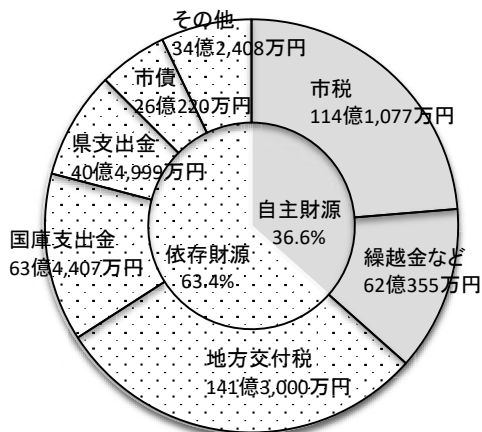 その他
34億2,408万円
市債
26億220万円
県支出金
40億4,999万円
国庫支出金
63億4,407万円
市税
114億1,077万円
自主財源
36.6%
繰越金など
62億355万円
依存財源
63.4%
地方交付税
141億3,000万円